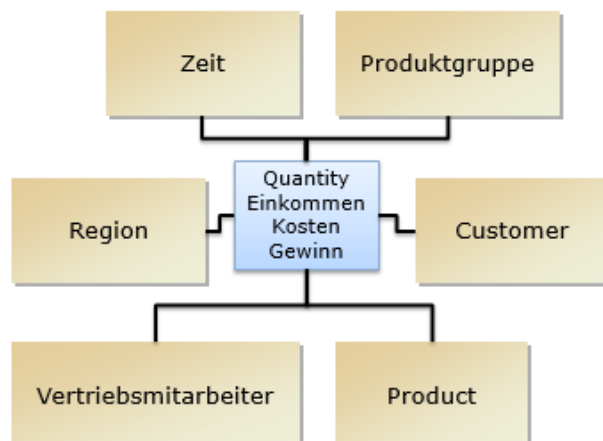 Zeit
Produktgruppe
Region
Quantity
Einkommen
Kosten
Gewinn
Customer
Vertriebsmitarbeiter
Product